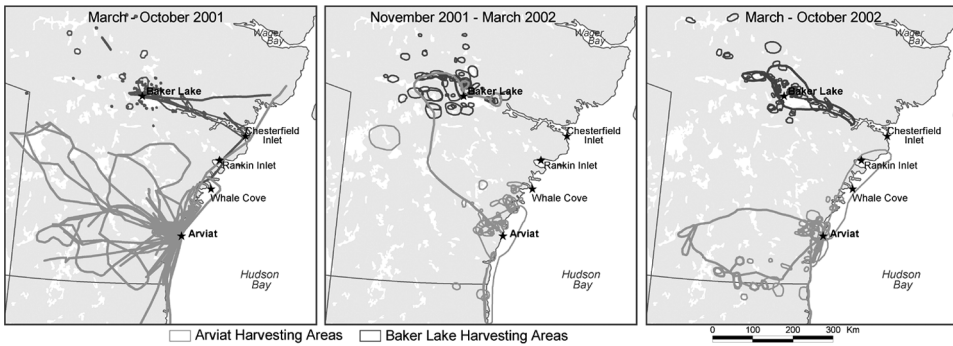 March - October 2001
Wager
Bay
Baker Lake
Chesterfield
Inlet
Rankin Inlet
Whale Cove
Arviat
Hudson
Bay
November 2001 - March 2002
Wager
Bay
Baker Lake
Chesterfield
Inlet
Rankin Inlet
Whale Cove
Arviat
Hudson
Bay
March - October 2002
Wager
Bay
Baker Lake
Chesterfield
Inlet
Rankin Inlet
Whale Cove
Arviat
Hudson
Bay
Arviat Harvesting Areas
Baker Lake Harvesting Areas
0 100 200 300 Km